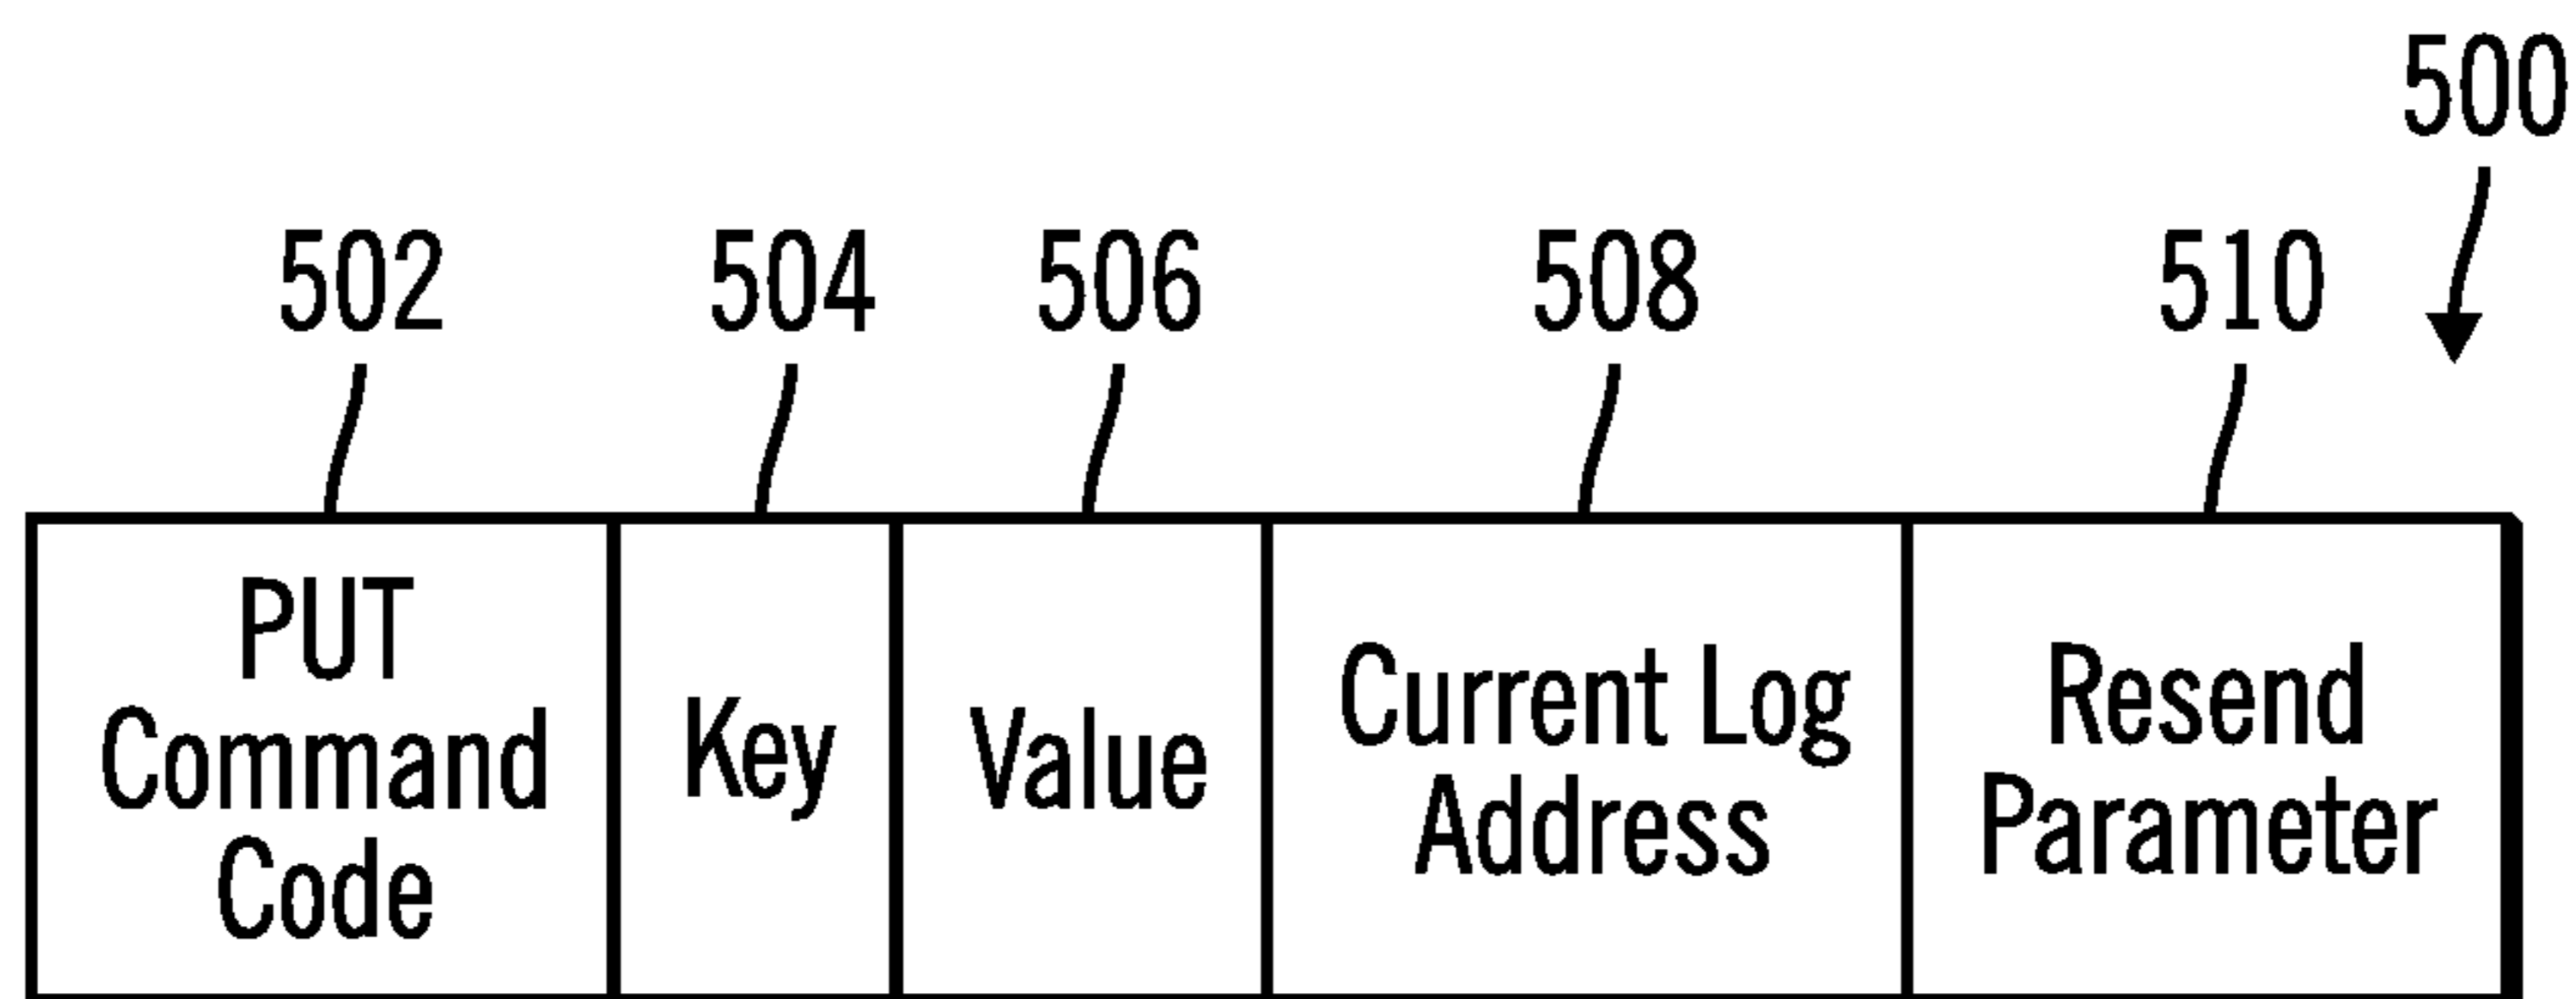 500
502 504 506 508 510
PUT
Command
Code
Key
Value
Current Log
Address
Resend
Parameter